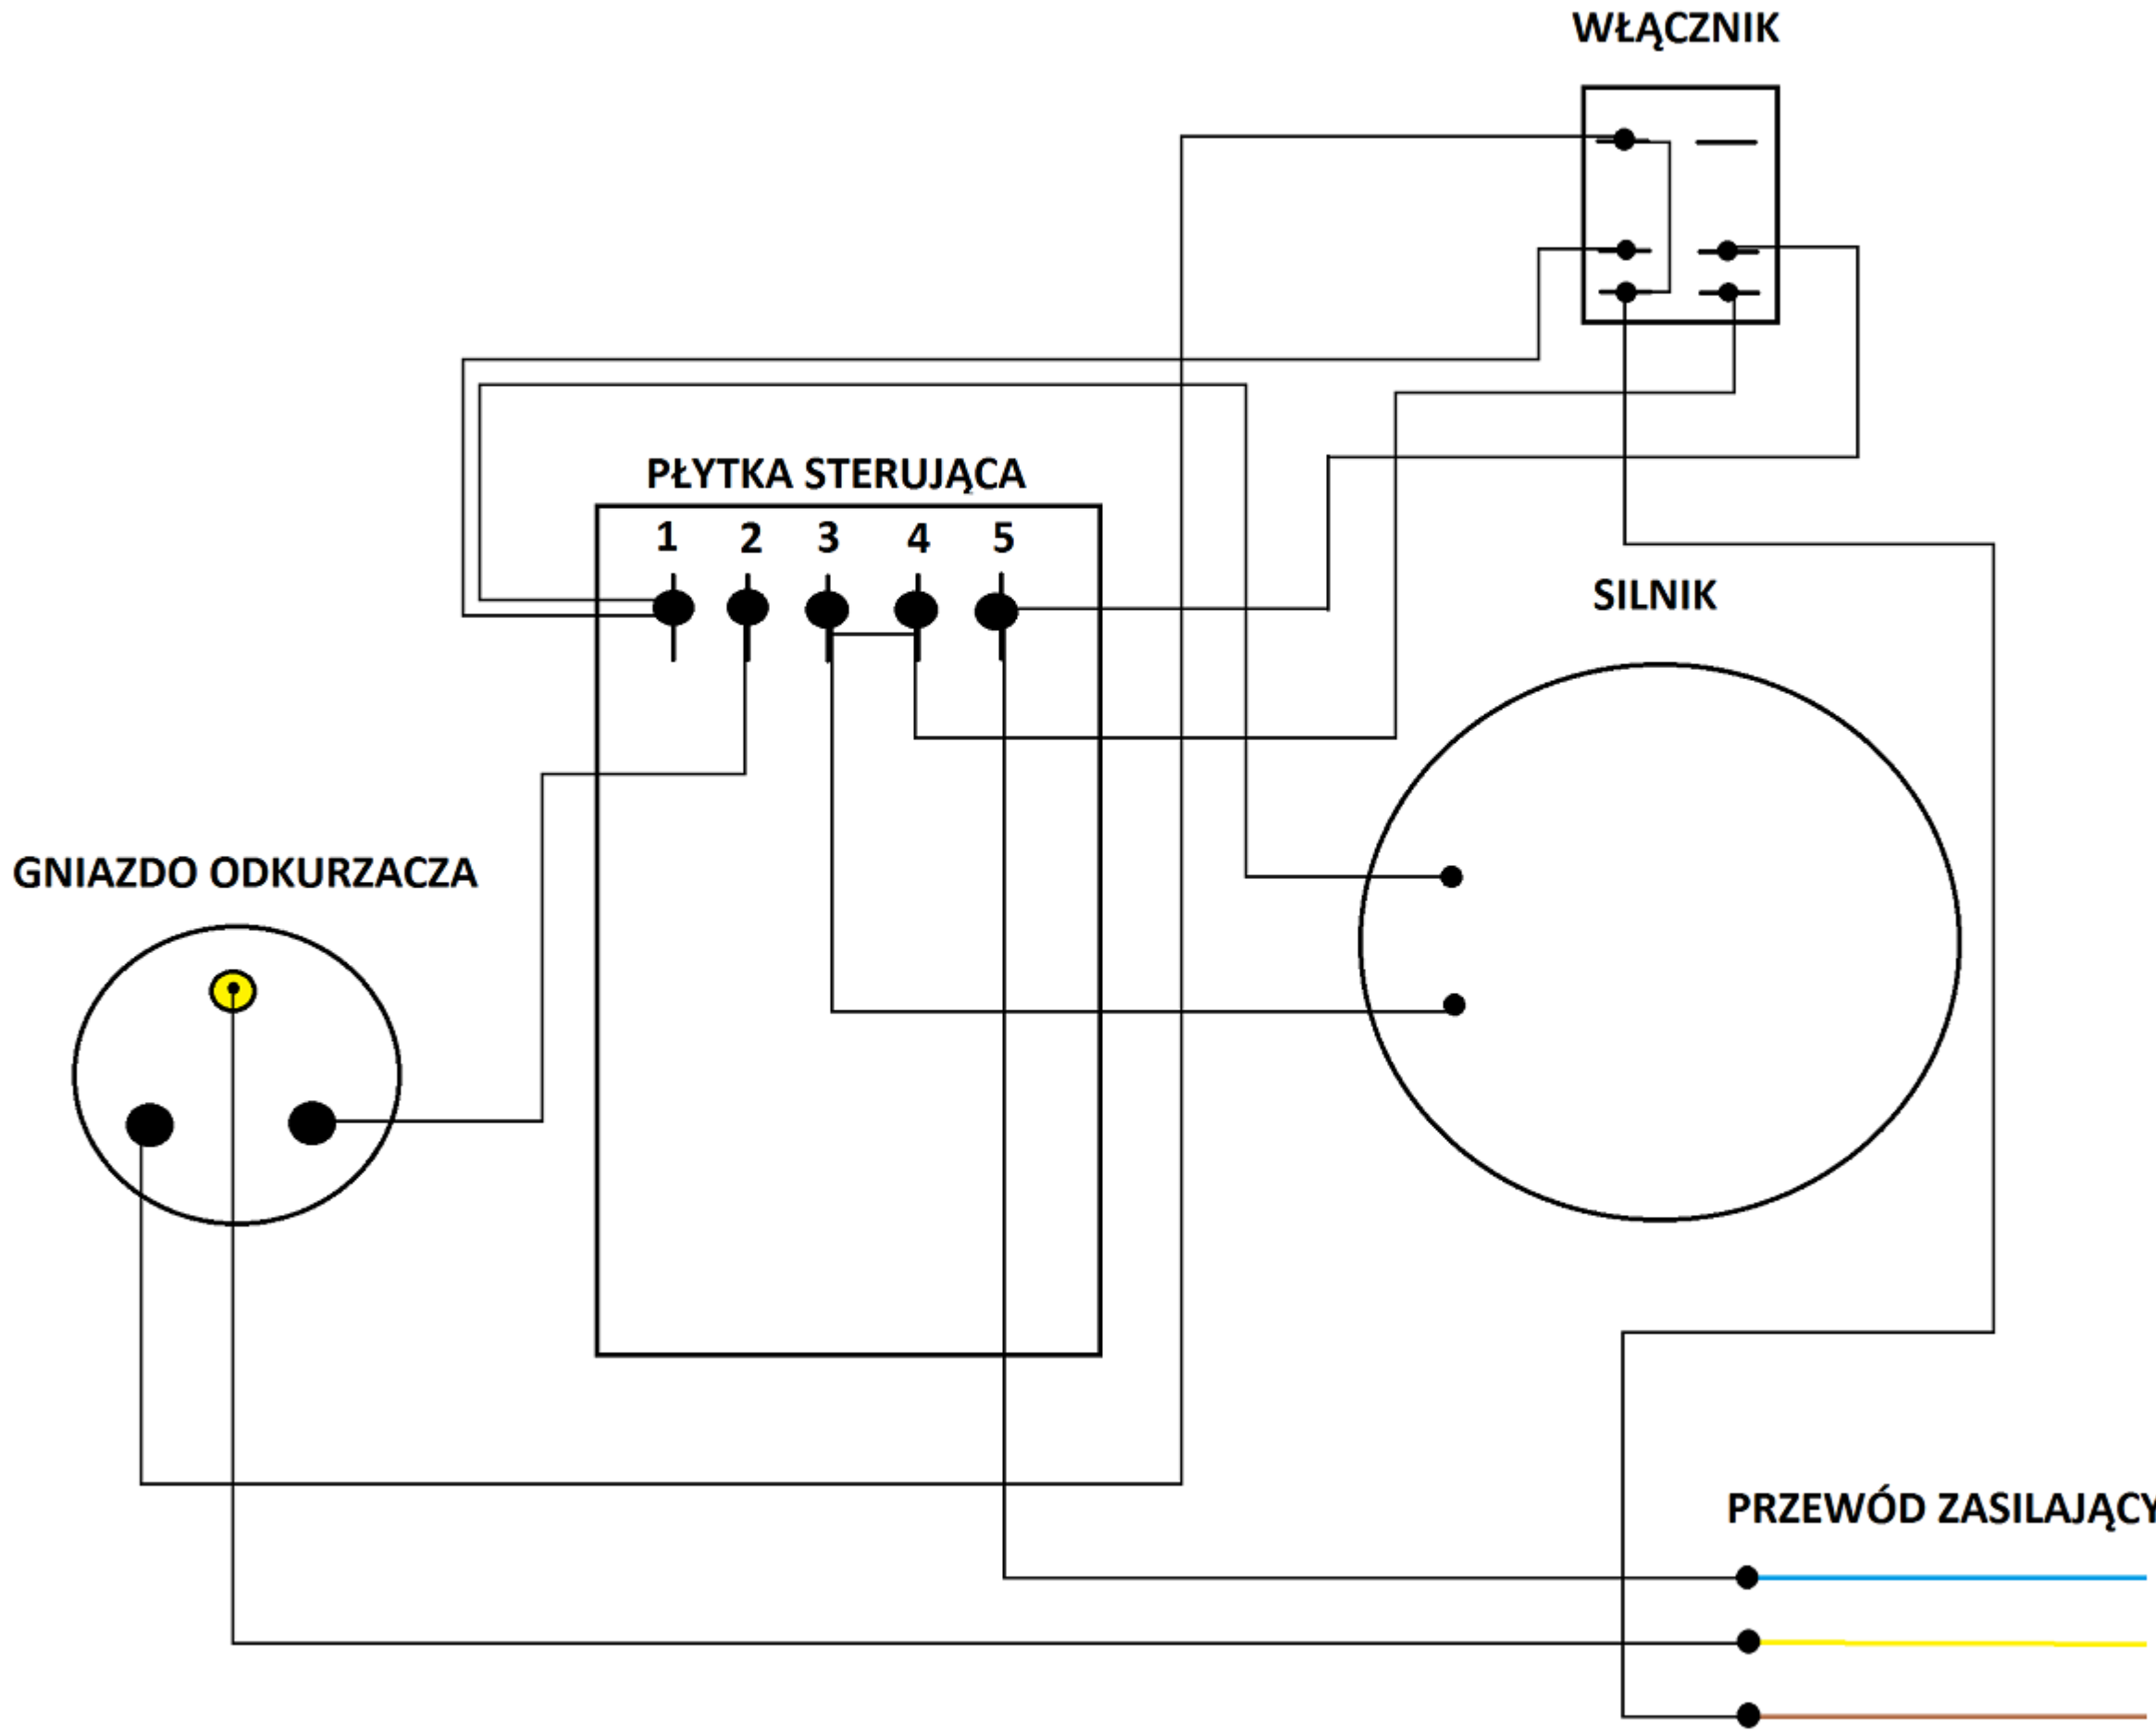 WŁĄCZNIK
PŁYTKA STERUJĄCA
1 2 3 4 5
SILNIK
GNIAZDO ODKURZACZA
PRZEWÓD ZASILAJĄCY